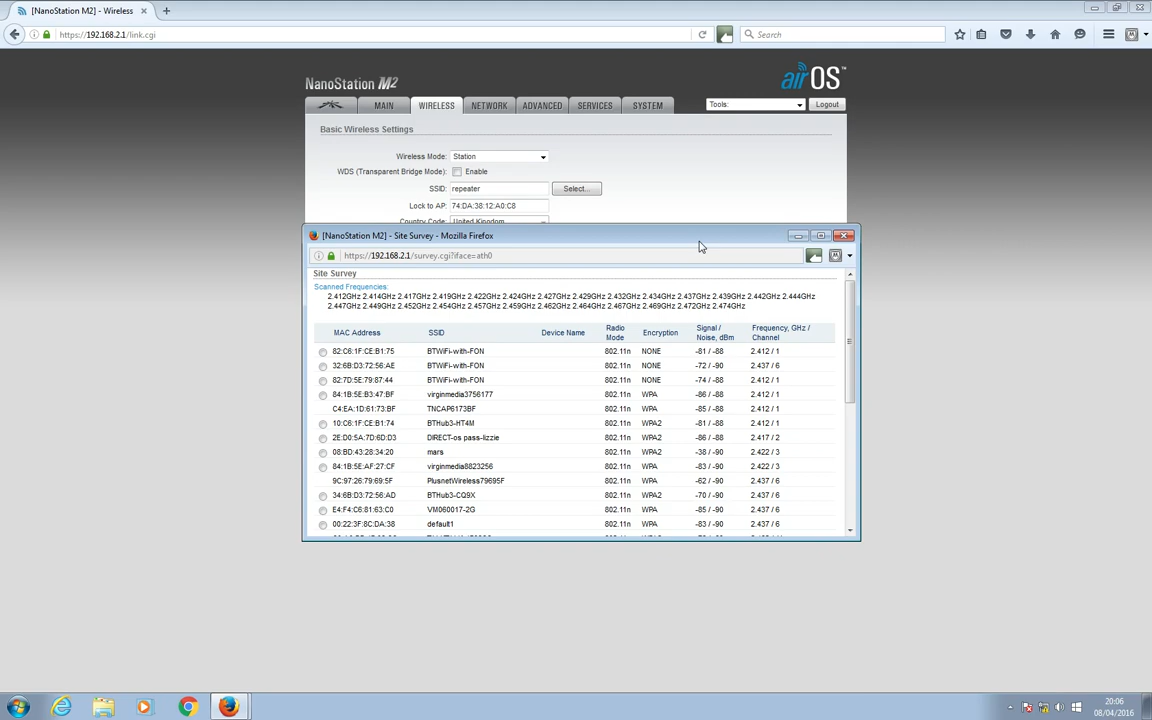 [NanoStation M2] - Wireless
https://192.168.2.1/link.cgi
Search
NanoStation M2
airOS™
MAIN WIRELESS NETWORK ADVANCED SERVICES SYSTEM Tools: Logout
Basic Wireless Settings
Wireless Mode: Station
WDS (Transparent Bridge Mode): Enable
SSID: repeater Select...
Lock to AP: 74:DA:38:12:A0:C8
Country Code: United Kingdom
[NanoStation M2] - Site Survey - Mozilla Firefox
https://192.168.2.1/survey.cgi?iface=ath0
Site Survey
Scanned Frequencies:
2.412GHz 2.414GHz 2.417GHz 2.419GHz 2.422GHz 2.424GHz 2.427GHz 2.429GHz 2.432GHz 2.434GHz 2.437GHz 2.439GHz 2.442GHz 2.444GHz
2.447GHz 2.449GHz 2.452GHz 2.454GHz 2.457GHz 2.459GHz 2.462GHz 2.464GHz 2.467GHz 2.469GHz 2.472GHz 2.474GHz
MAC Address SSID Device Name Radio Mode Encryption Signal / Noise, dBm Frequency, GHz / Channel
82:C6:1F:CE:B1:75 BTWiFi-with-FON 802.11n NONE -81 / -88 2.412 / 1
32:6B:D3:72:56:AE BTWiFi-with-FON 802.11n NONE -72 / -90 2.437 / 6
82:7D:5E:79:87:44 BTWiFi-with-FON 802.11n NONE -74 / -88 2.412 / 1
84:1B:5E:B3:47:BF virginmedia3756177 802.11n WPA -86 / -88 2.412 / 1
C4:EA:1D:61:73:BF TNCAP6173BF 802.11n WPA -85 / -88 2.412 / 1
10:C6:1F:CE:B1:74 BTHub3-HT4M 802.11n WPA2 -81 / -88 2.412 / 1
2E:D0:5A:7D:6D:D3 DIRECT-os pass-lizzie 802.11n WPA2 -86 / -88 2.417 / 2
08:BD:43:28:34:20 mars 802.11n WPA2 -38 / -90 2.422 / 3
84:1B:5E:AF:27:CF virginmedia8823256 802.11n WPA -83 / -90 2.422 / 3
9C:97:26:79:69:5F PlusnetWireless79695F 802.11n WPA -62 / -90 2.437 / 6
34:6B:D3:72:56:AD BTHub3-CQ9X 802.11n WPA2 -70 / -90 2.437 / 6
E4:F4:C6:81:63:C0 VM060017-2G 802.11n WPA -85 / -90 2.437 / 6
00:22:3F:8C:DA:38 default1 802.11n WPA -83 / -90 2.437 / 6
20:06
08/04/2016